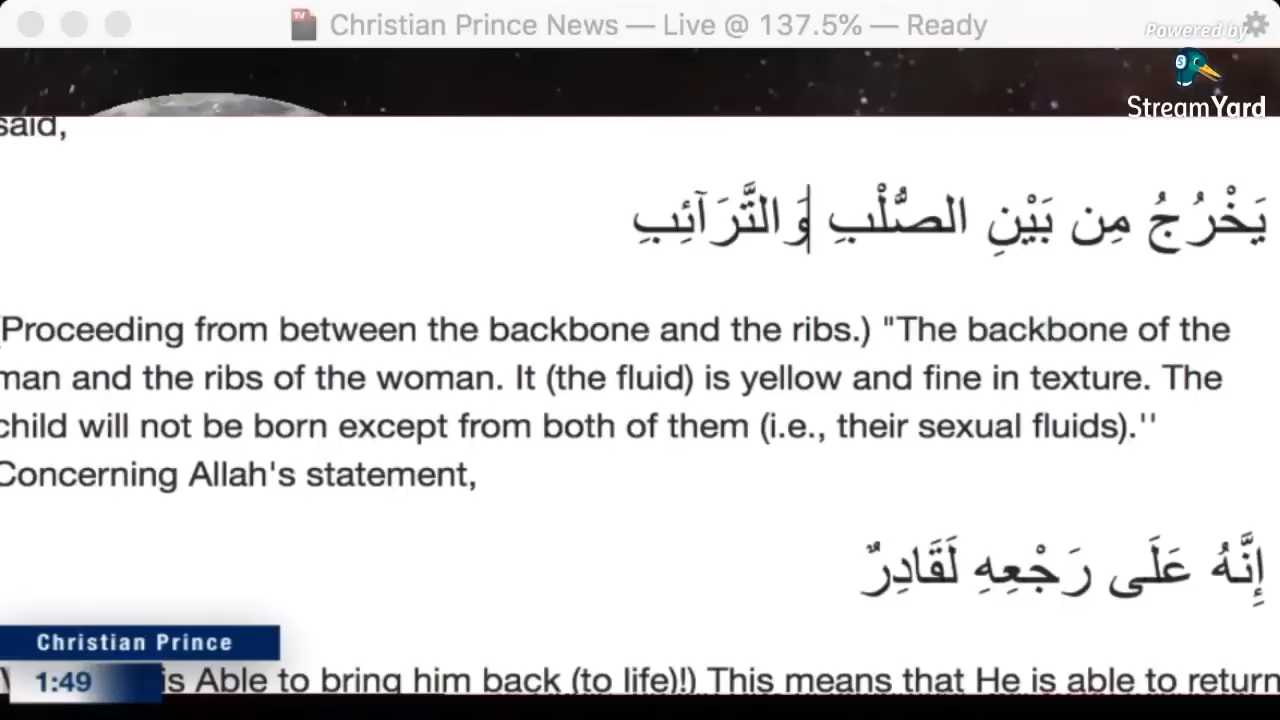 Christian Prince News — Live @ 137.5% — Ready
Powered by
StreamYard
said,
يَخْرُجُ مِن بَيْنِ الصُّلْبِ وَالتَّرَآئِبِ
(Proceeding from between the backbone and the ribs.) "The backbone of the
man and the ribs of the woman. It (the fluid) is yellow and fine in texture. The
child will not be born except from both of them (i.e., their sexual fluids).''
Concerning Allah's statement,
إِنَّهُ عَلَى رَجْعِهِ لَقَادِرٌ
Christian Prince
1:49
is Able to bring him back (to life)!) This means that He is able to return